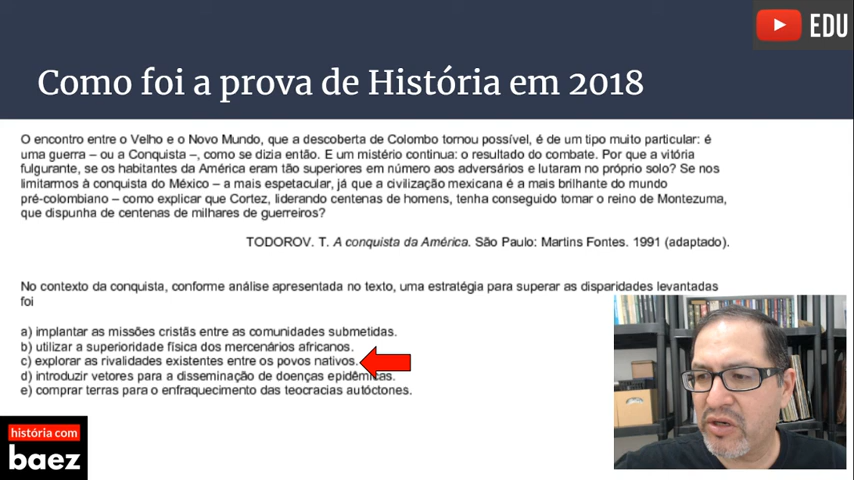 EDU
Como foi a prova de História em 2018
O encontro entre o Velho e o Novo Mundo, que a descoberta de Colombo tornou possível, é de um tipo muito particular: é
uma guerra – ou a Conquista –, como se dizia então. E um mistério continua: o resultado do combate. Por que a vitória
fulgurante, se os habitantes da América eram tão superiores em número aos adversários e lutaram no próprio solo? Se nos
limitarmos à conquista do México – a mais espetacular, já que a civilização mexicana é a mais brilhante do mundo
pré-colombiano – como explicar que Cortez, liderando centenas de homens, tenha conseguido tomar o reino de Montezuma,
que dispunha de centenas de milhares de guerreiros?
TODOROV. T. A conquista da América. São Paulo: Martins Fontes. 1991 (adaptado).
No contexto da conquista, conforme análise apresentada no texto, uma estratégia para superar as disparidades levantadas
foi
a) implantar as missões cristãs entre as comunidades submetidas.
b) utilizar a superioridade física dos mercenários africanos.
c) explorar as rivalidades existentes entre os povos nativos.
d) introduzir vetores para a disseminação de doenças epidêmicas.
e) comprar terras para o enfraquecimento das teocracias autóctones.
história com
baez